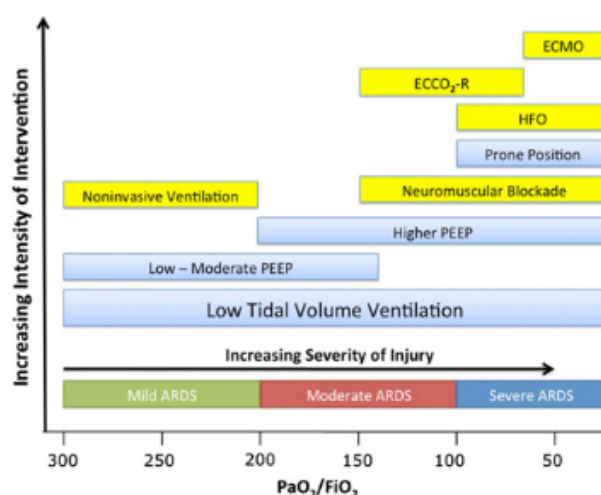 Increasing Intensity of Intervention
ECMO
ECCO₂-R
HFO
Prone Position
Noninvasive Ventilation
Neuromuscular Blockade
Higher PEEP
Low – Moderate PEEP
Low Tidal Volume Ventilation
Increasing Severity of Injury
Mild ARDS
Moderate ARDS
Severe ARDS
300
250
200
150
100
50
PaO₂/FiO₂